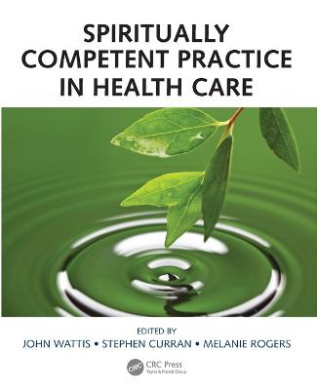 SPIRITUALLY
COMPETENT PRACTICE
IN HEALTH CARE
EDITED BY
JOHN WATTIS • STEPHEN CURRAN • MELANIE ROGERS
CRC
CRC Press
Taylor & Francis Group